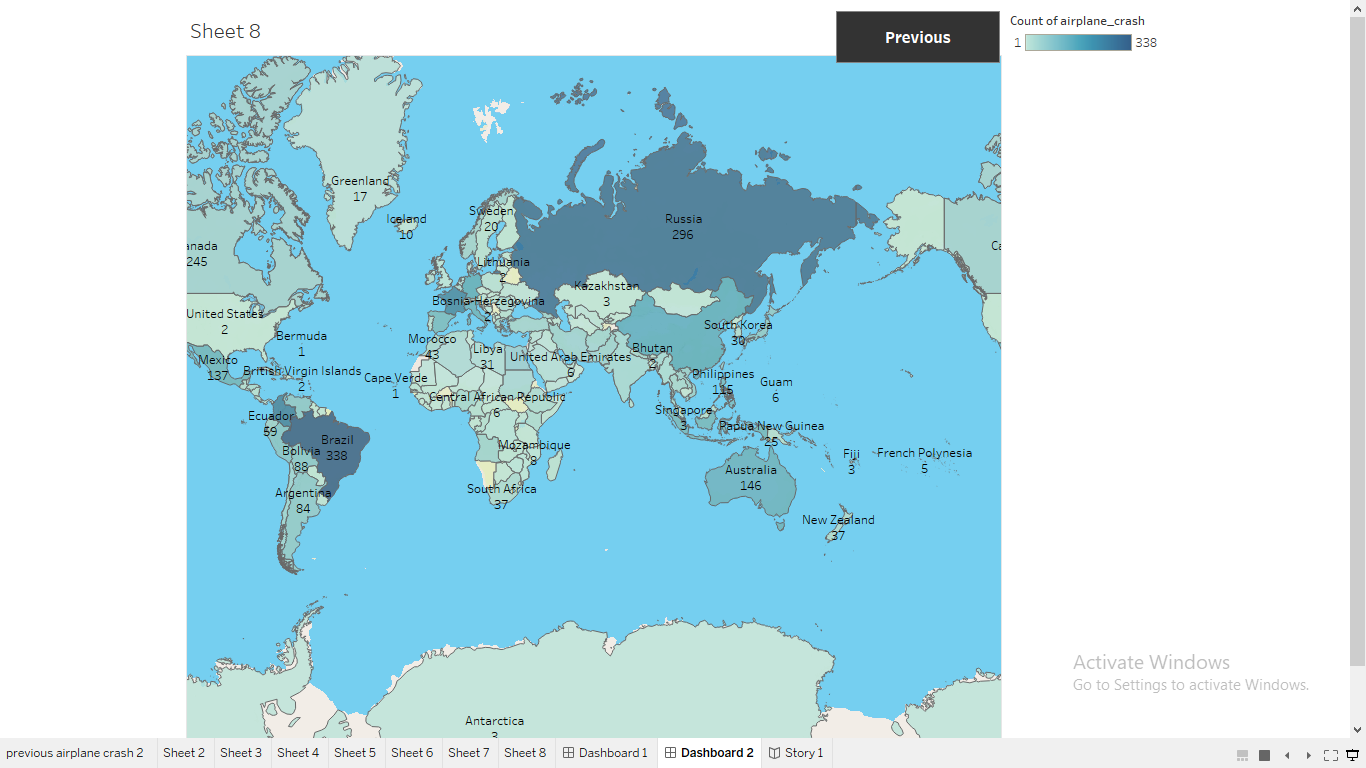 Sheet 8
Previous
Count of airplane_crash
1
338
Greenland
17
Iceland
10
Sweden
20
Russia
296
anada
245
Ca
Lithuania
2
Kazakhstan
3
Bosnia-Herzegovina
2
United States
2
Bermuda
1
South Korea
30
Morocco
43
Libya
31
United Arab Emirates
6
Bhutan
2
Mexico
137
British Virgin Islands
2
Cape Verde
1
Philippines
115
Guam
6
Central African Republic
6
Singapore
3
Ecuador
59
Papua New Guinea
25
Brazil
338
Bolivia
88
Mozambique
8
Fiji
3
French Polynesia
5
Australia
146
Argentina
84
South Africa
37
New Zealand
37
Antarctica
3
Activate Windows
Go to Settings to activate Windows.
previous airplane crash 2
Sheet 2
Sheet 3
Sheet 4
Sheet 5
Sheet 6
Sheet 7
Sheet 8
Dashboard 1
Dashboard 2
Story 1